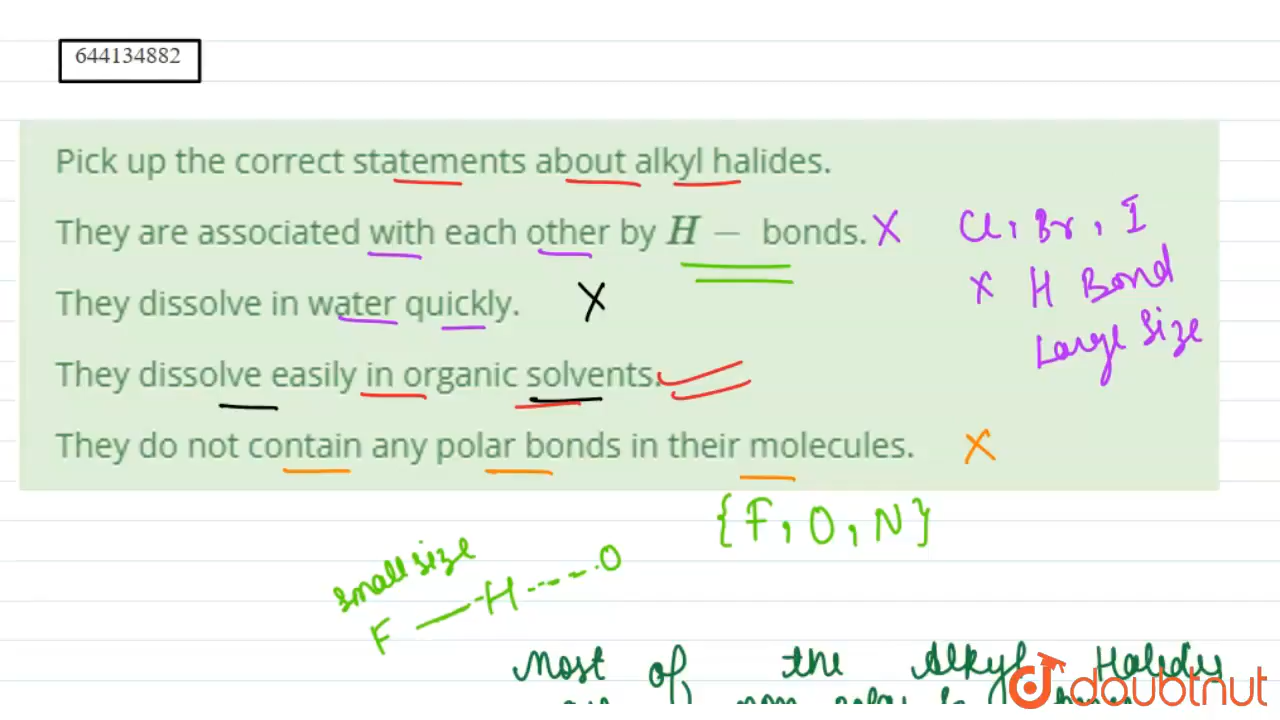 644134882
Pick up the correct statements about alkyl halides.
They are associated with each other by H − bonds. X
Cl, Br, I
They dissolve in water quickly. X
X H Bond
Large Size
They dissolve easily in organic solvents.
They do not contain any polar bonds in their molecules. X
{F, O, N}
small size
F — H ---- O
Most of the Alkyl Halides
doubtnut